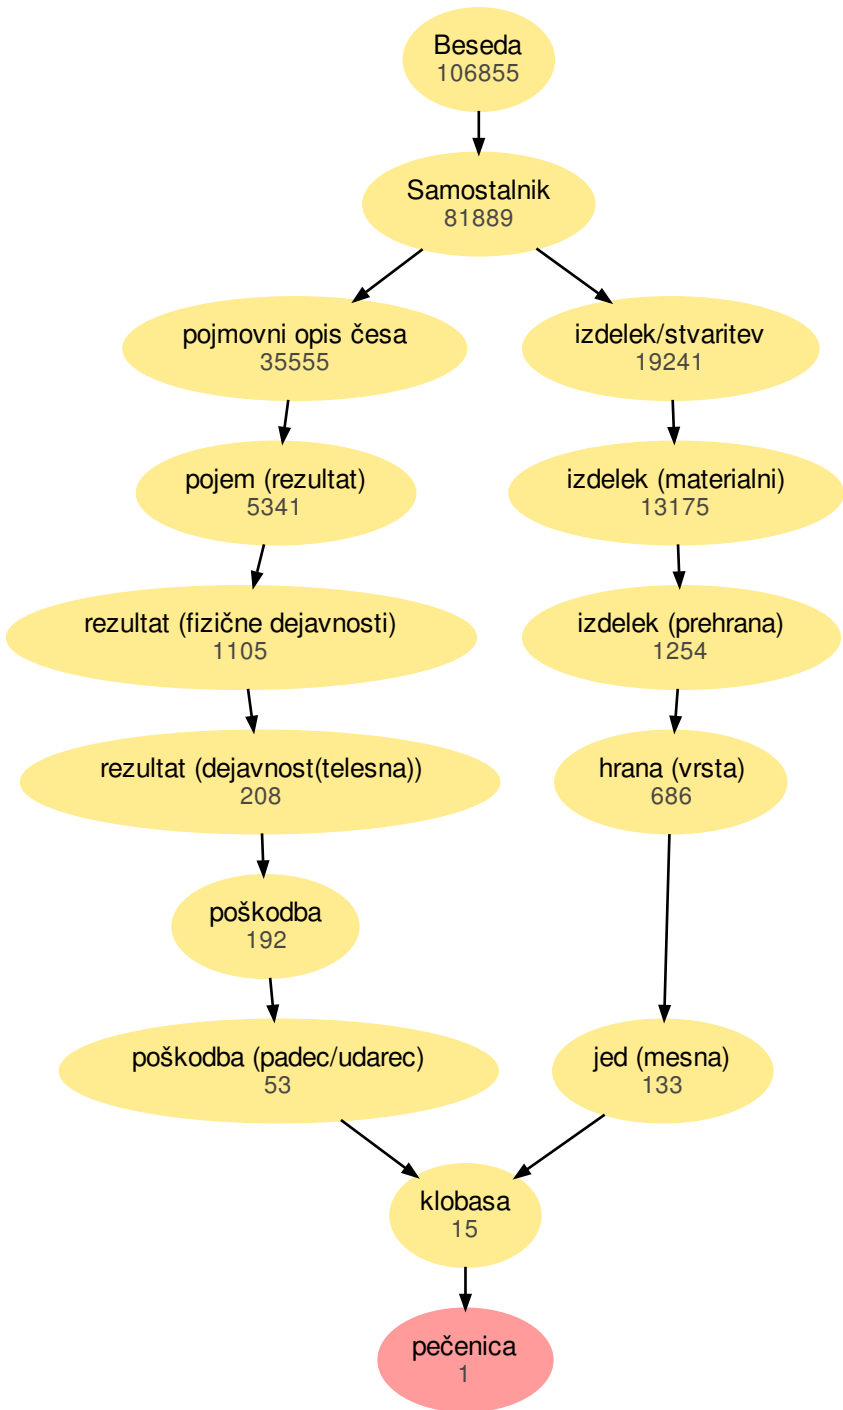 Beseda
106855
Samostalnik
81889
pojmovni opis česa
35555
izdelek/stvaritev
19241
pojem (rezultat)
5341
izdelek (materialni)
13175
rezultat (fizične dejavnosti)
1105
izdelek (prehrana)
1254
rezultat (dejavnost(telesna))
208
hrana (vrsta)
686
poškodba
192
poškodba (padec/udarec)
53
jed (mesna)
133
klobasa
15
pečenica
1